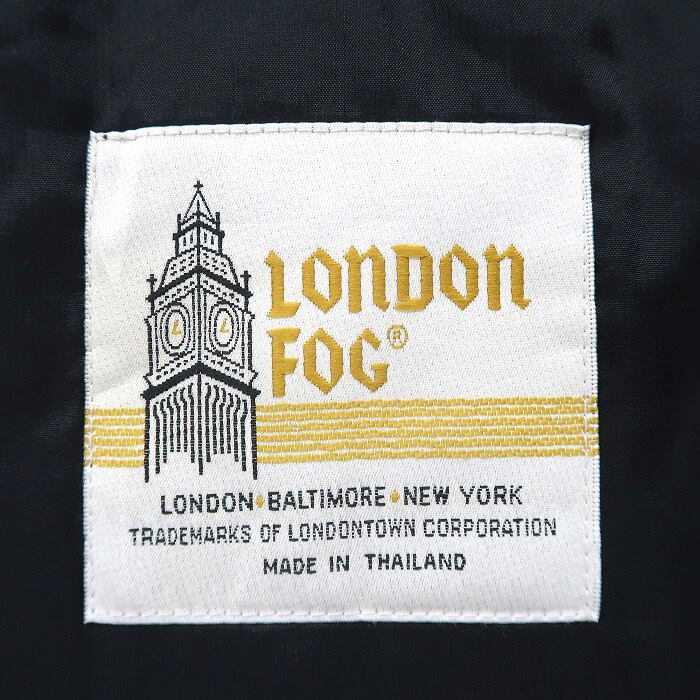 LONDON
FOG®
L L
LONDON • BALTIMORE • NEW YORK
TRADEMARKS OF LONDONTOWN CORPORATION
MADE IN THAILAND